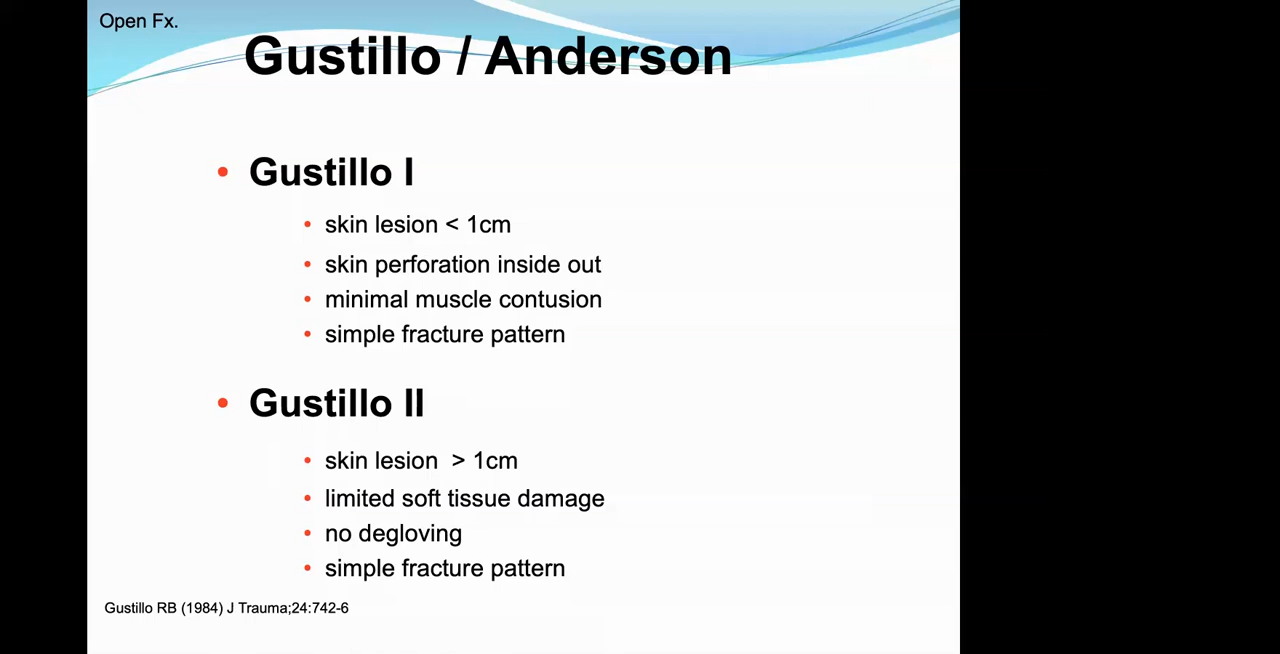 Open Fx.
Gustillo / Anderson
• Gustillo I
• skin lesion < 1cm
• skin perforation inside out
• minimal muscle contusion
• simple fracture pattern
• Gustillo II
• skin lesion  > 1cm
• limited soft tissue damage
• no degloving
• simple fracture pattern
Gustillo RB (1984) J Trauma;24:742-6